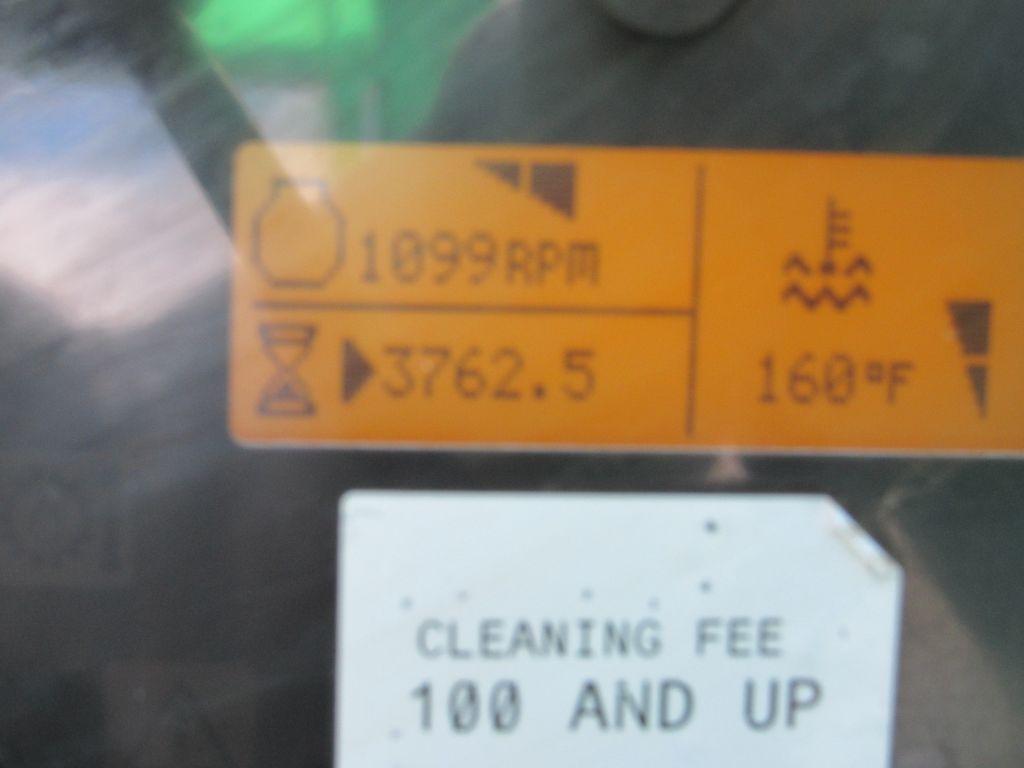 1099RPM
3762.5
160°F
CLEANING FEE
100 AND UP